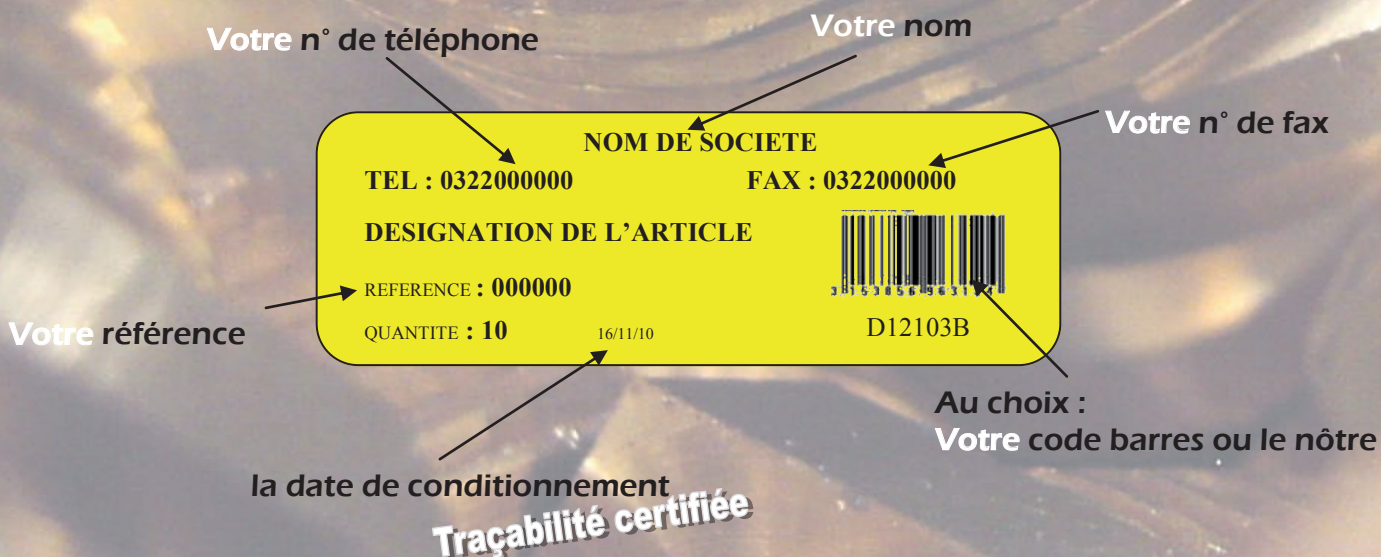 Votre n° de téléphone
Votre nom
Votre n° de fax
NOM DE SOCIETE
TEL : 0322000000
FAX : 0322000000
DESIGNATION DE L'ARTICLE
REFERENCE : 000000
QUANTITE : 10
16/11/10
D12103B
Votre référence
Au choix :
Votre code barres ou le nôtre
la date de conditionnement
Traçabilité certifiée